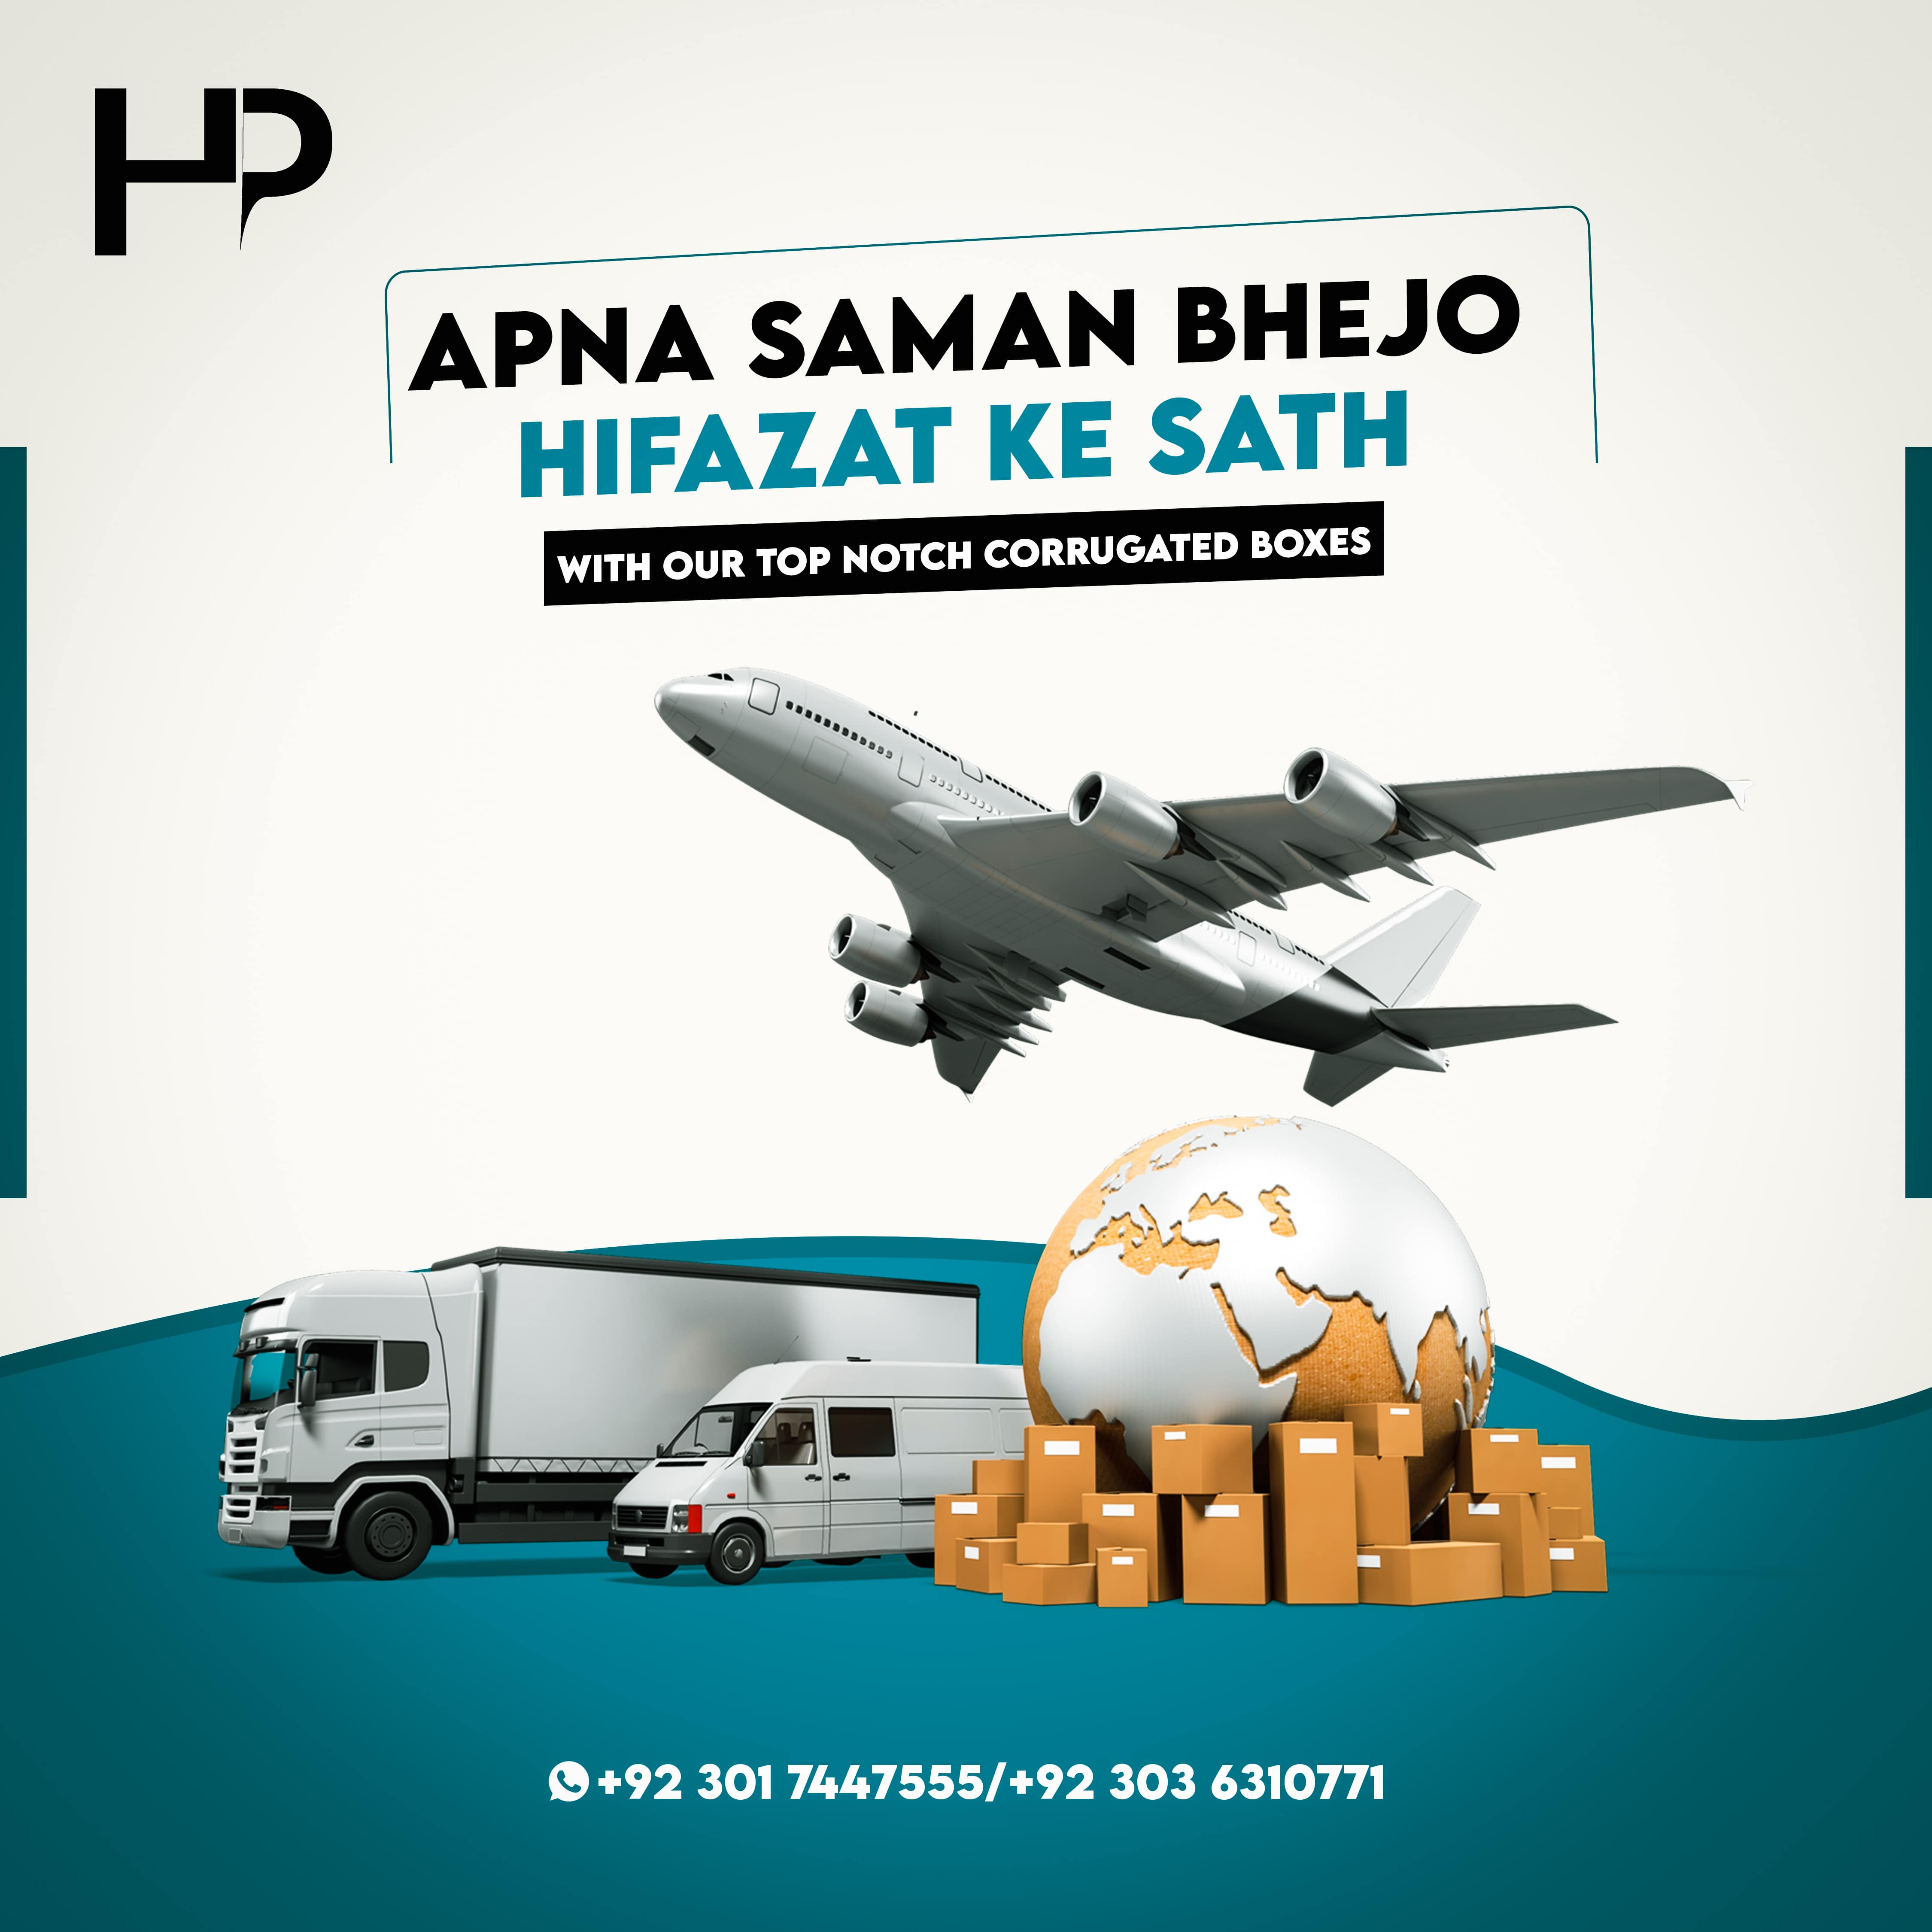 HP
APNA SAMAN BHEJO
HIFAZAT KE SATH
WITH OUR TOP NOTCH CORRUGATED BOXES
+92 301 7447555/+92 303 6310771